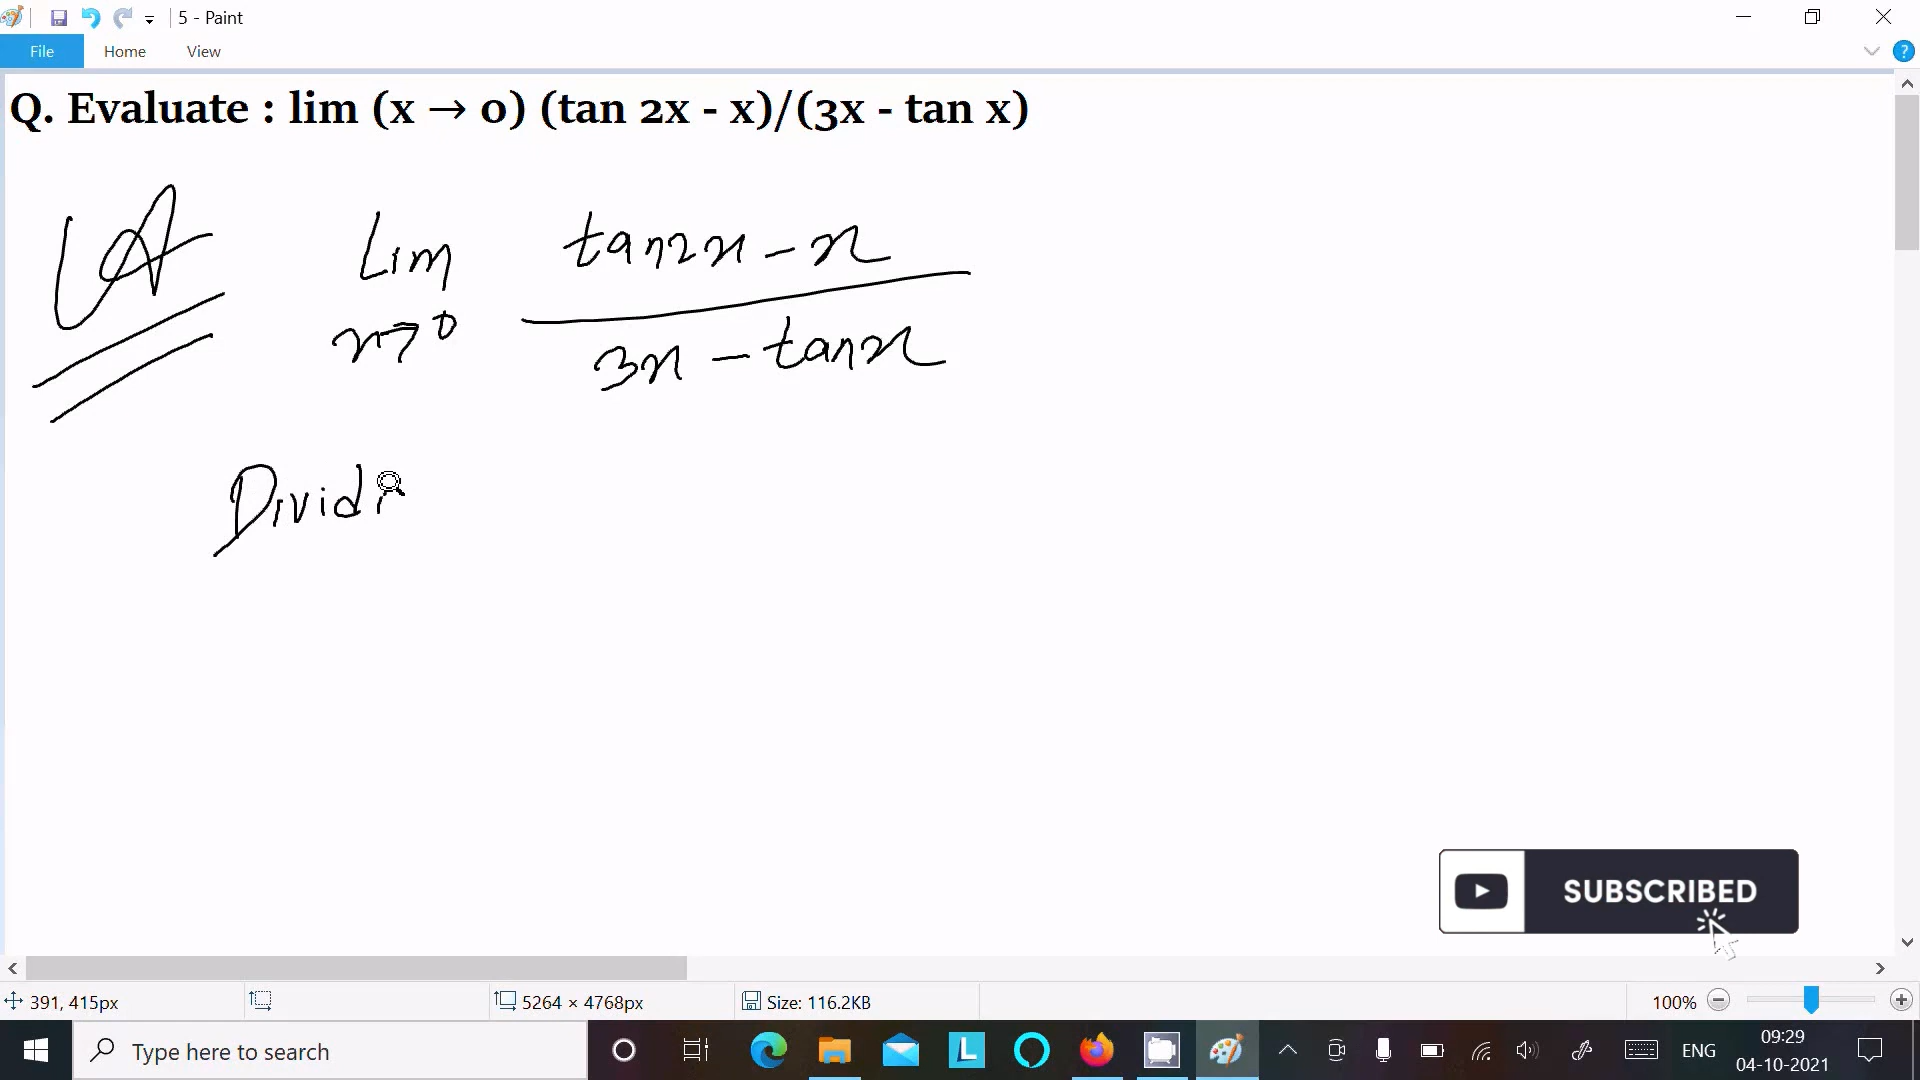 5 - Paint
File Home View
Q. Evaluate : lim (x → 0) (tan 2x - x)/(3x - tan x)
Lim tan2x - x
x→0 3x - tanx
Dividi
SUBSCRIBED
391, 415px 5264 × 4768px Size: 116.2KB 100%
Type here to search
L
ENG
09:29
04-10-2021